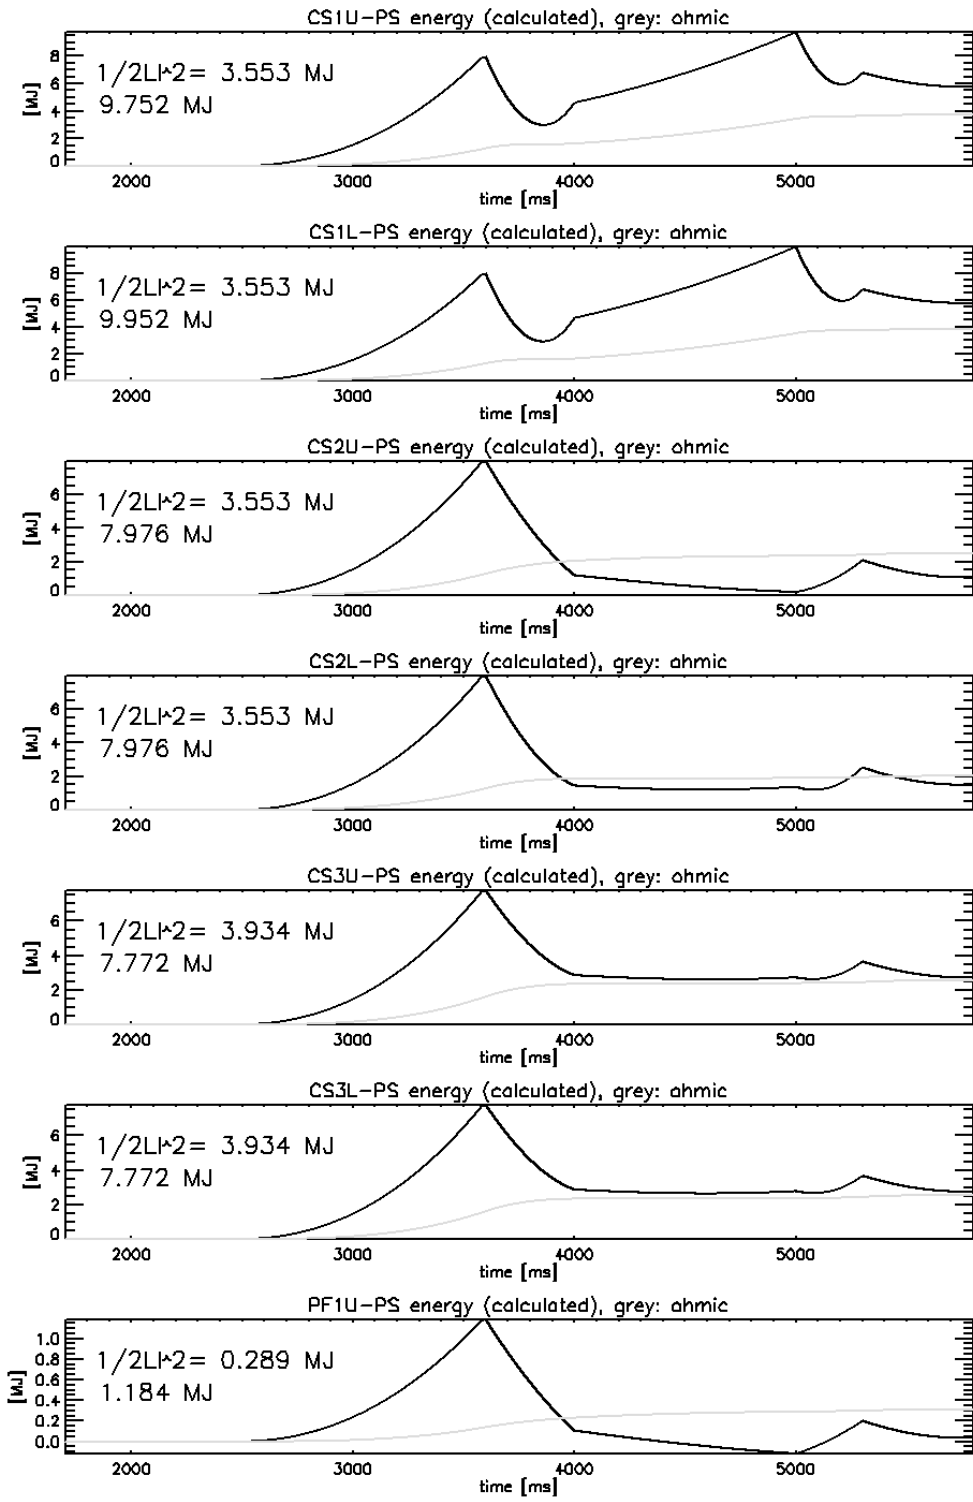 CS1U-PS energy (calculated), grey: ohmic
[MJ]
8
6
4
2
0
1/2LI^2= 3.553 MJ
9.752 MJ
2000 3000 4000 5000
time [ms]
CS1L-PS energy (calculated), grey: ohmic
[MJ]
8
6
4
2
0
1/2LI^2= 3.553 MJ
9.952 MJ
2000 3000 4000 5000
time [ms]
CS2U-PS energy (calculated), grey: ohmic
[MJ]
6
4
2
0
1/2LI^2= 3.553 MJ
7.976 MJ
2000 3000 4000 5000
time [ms]
CS2L-PS energy (calculated), grey: ohmic
[MJ]
6
4
2
0
1/2LI^2= 3.553 MJ
7.976 MJ
2000 3000 4000 5000
time [ms]
CS3U-PS energy (calculated), grey: ohmic
[MJ]
6
4
2
0
1/2LI^2= 3.934 MJ
7.772 MJ
2000 3000 4000 5000
time [ms]
CS3L-PS energy (calculated), grey: ohmic
[MJ]
6
4
2
0
1/2LI^2= 3.934 MJ
7.772 MJ
2000 3000 4000 5000
time [ms]
PF1U-PS energy (calculated), grey: ohmic
[MJ]
1.0
0.8
0.6
0.4
0.2
0.0
1/2LI^2= 0.289 MJ
1.184 MJ
2000 3000 4000 5000
time [ms]